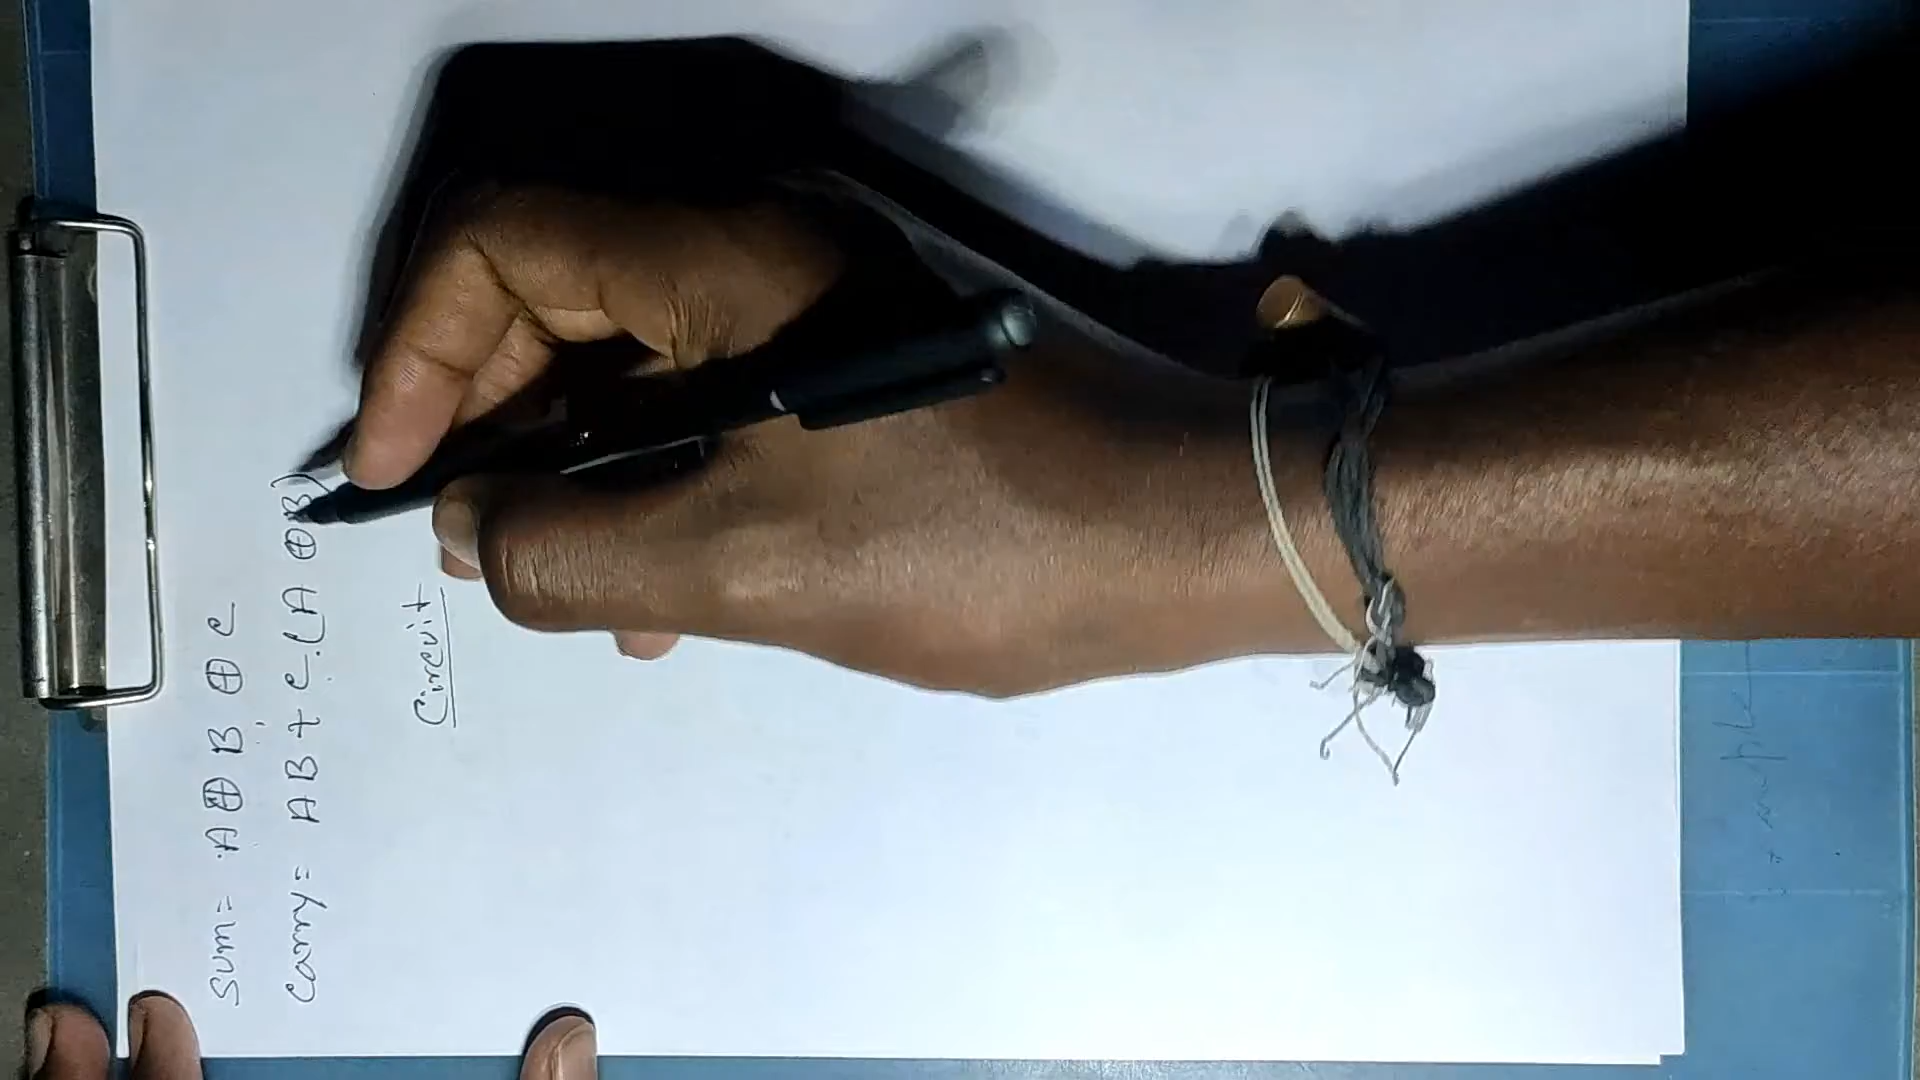 Sum = A ⊕ B ⊕ C
Carry = AB + C.(A ⊕ B)
Circuit